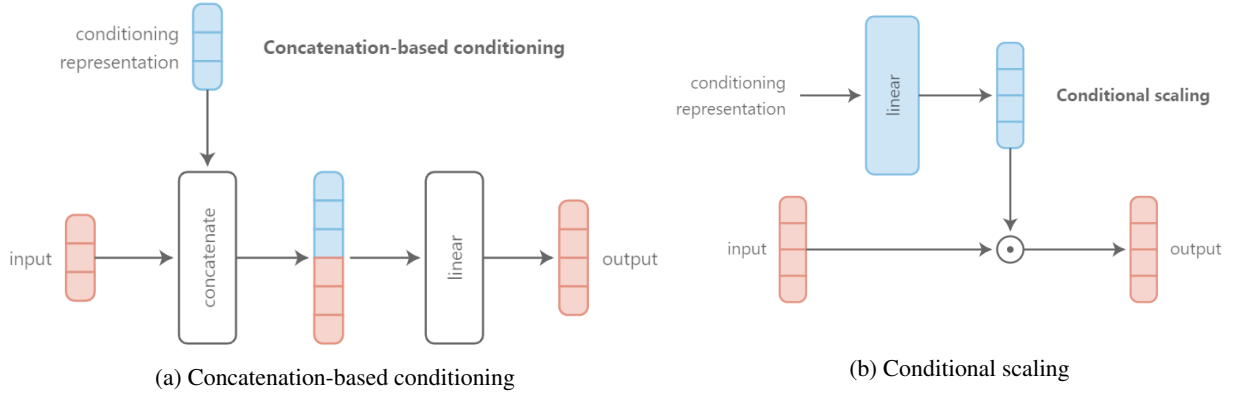 conditioning
representation
Concatenation-based conditioning
input
concatenate
linear
output
(a) Concatenation-based conditioning
conditioning
representation
linear
Conditional scaling
input
output
(b) Conditional scaling